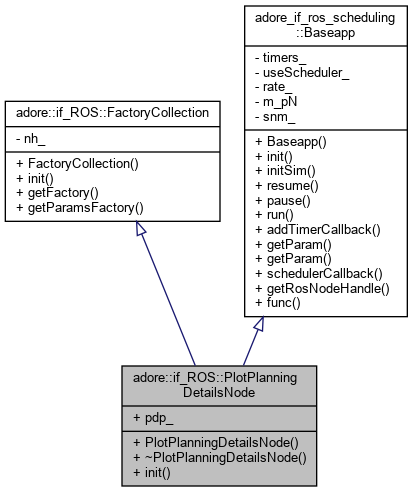 adore_if_ros_scheduling
::Baseapp
- timers_
- useScheduler_
- rate_
- m_pN
- snm_
+ Baseapp()
+ init()
+ initSim()
+ resume()
+ pause()
+ run()
+ addTimerCallback()
+ getParam()
+ getParam()
+ schedulerCallback()
+ getRosNodeHandle()
+ func()
adore::if_ROS::FactoryCollection
- nh_
+ FactoryCollection()
+ init()
+ getFactory()
+ getParamsFactory()
adore::if_ROS::PlotPlanning
DetailsNode
+ pdp_
+ PlotPlanningDetailsNode()
+ ~PlotPlanningDetailsNode()
+ init()